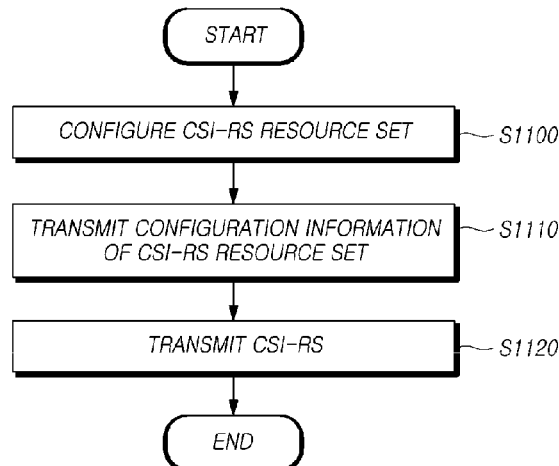 START
CONFIGURE CSI-RS RESOURCE SET
S1100
TRANSMIT CONFIGURATION INFORMATION
OF CSI-RS RESOURCE SET
S1110
TRANSMIT CSI-RS
S1120
END